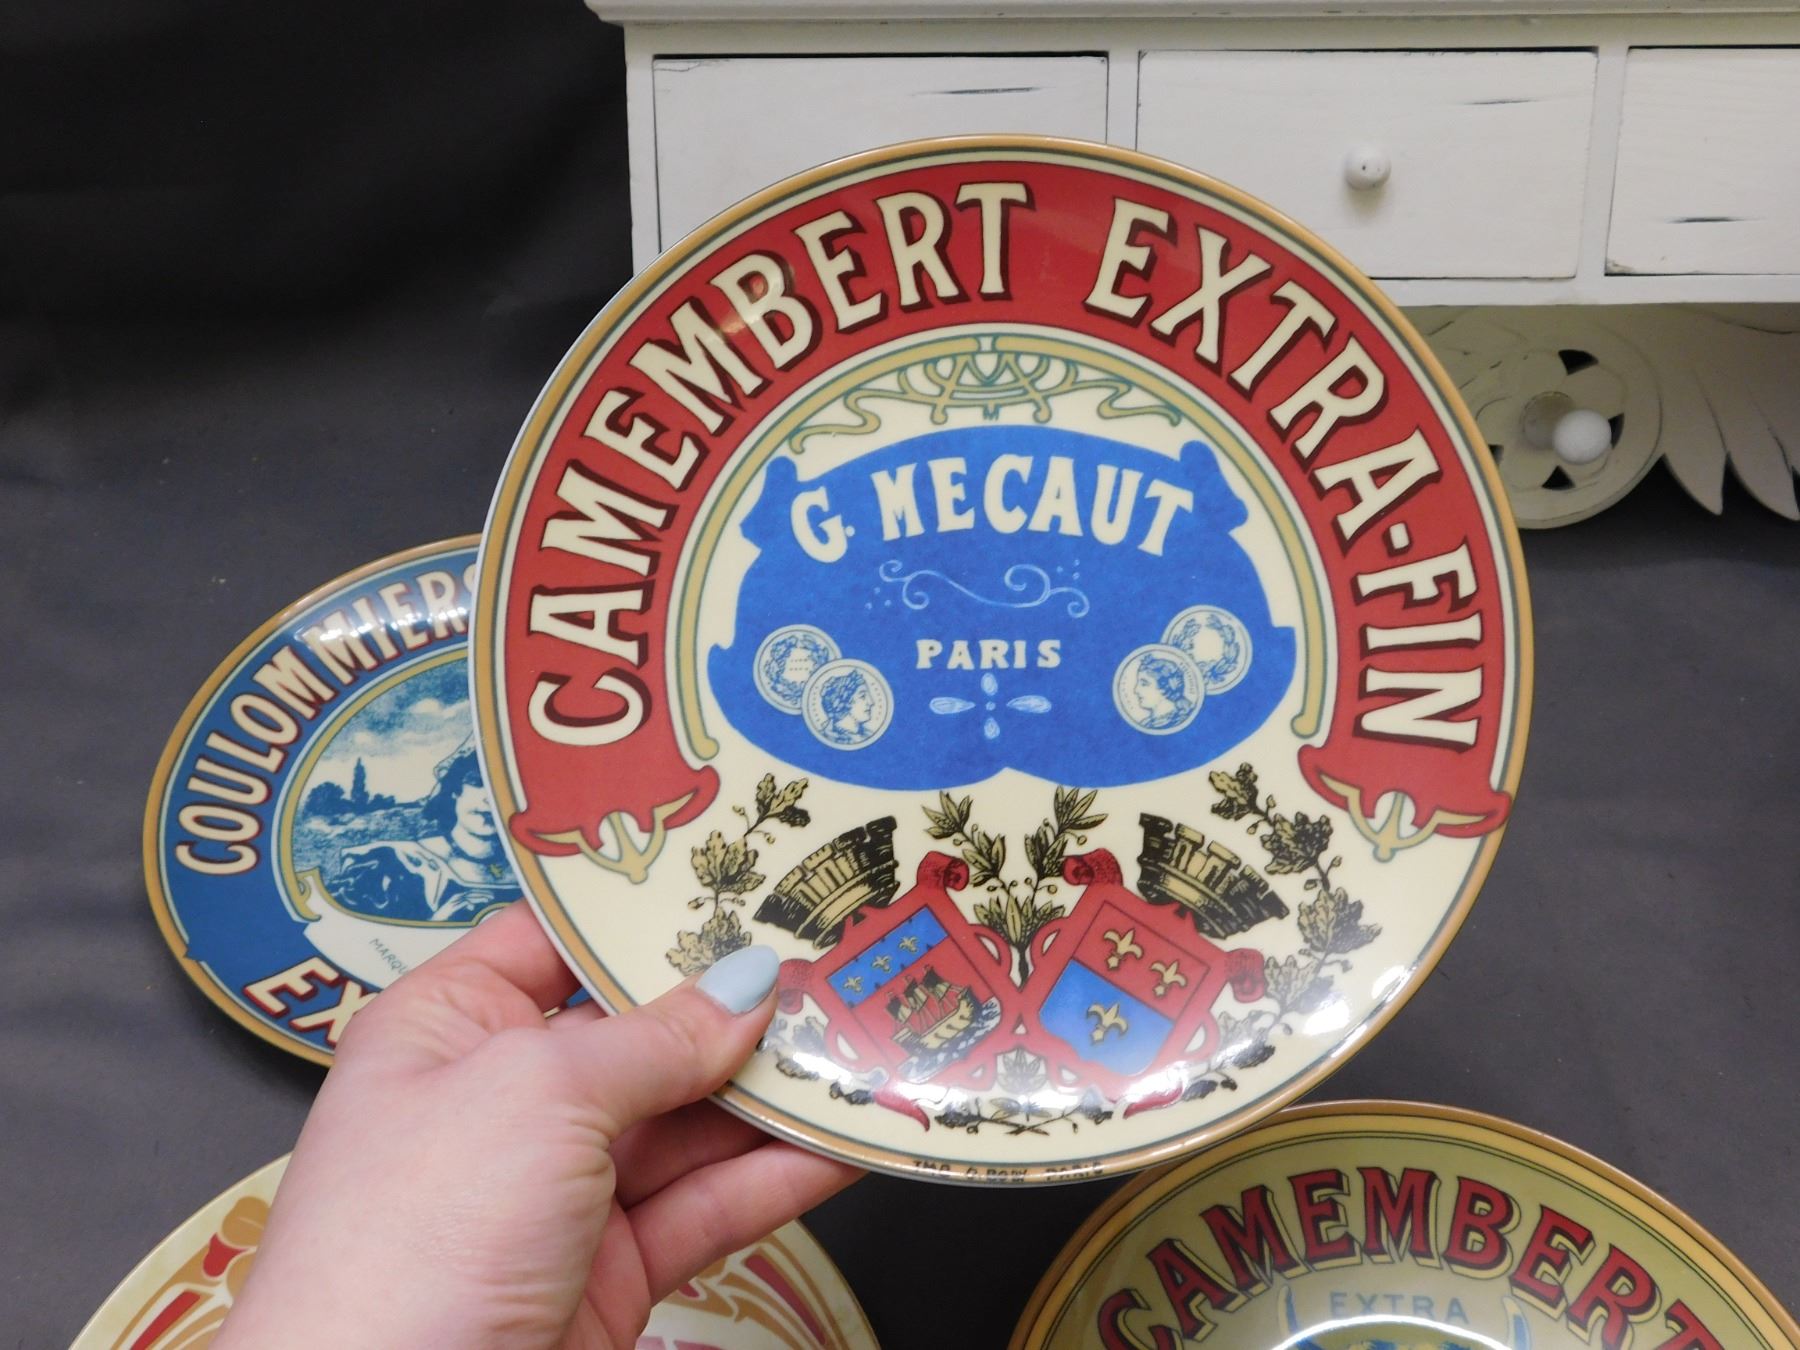 CAMEMBERT EXTRA-FIN
M
G. MECAUT
PARIS
COULOMMIERS
EX
CAMEMBERT
EXTRA